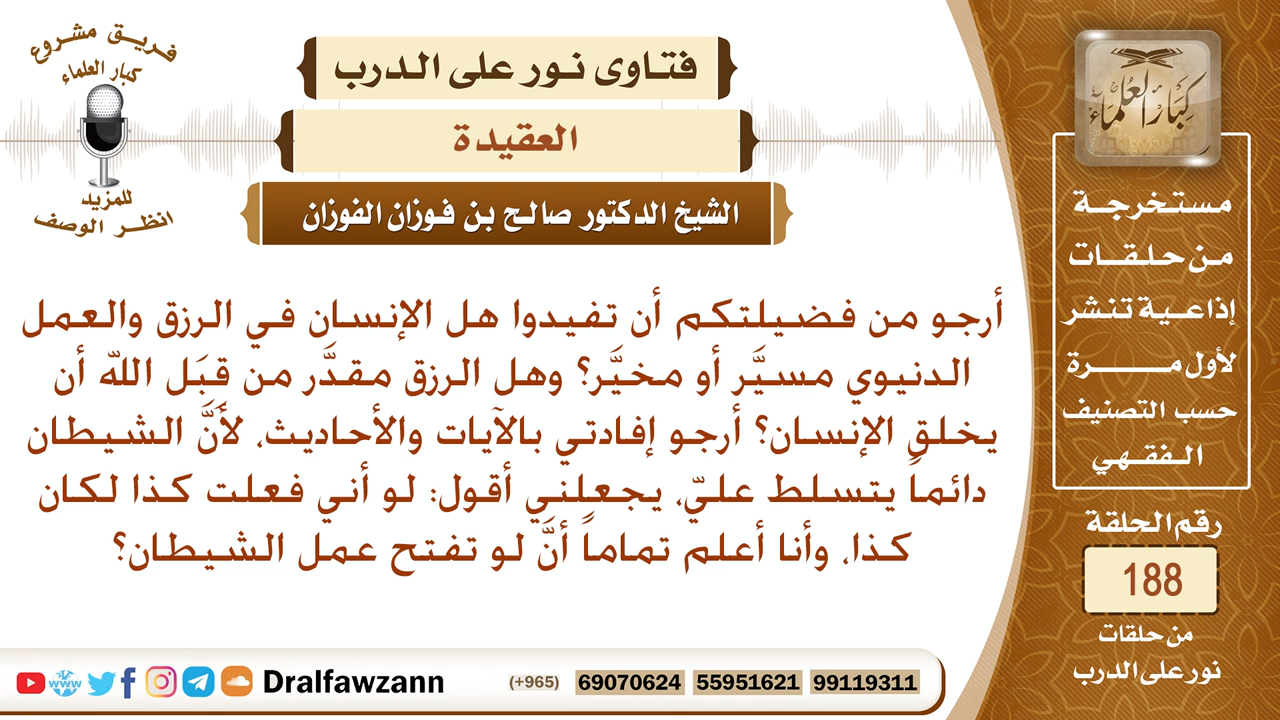 فريق مشروع
كبار العلماء
للمزيد
انظر الوصف
فتاوى نور على الدرب
العقيدة
الشيخ الدكتور صالح بن فوزان الفوزان
أرجو من فضيلتكم أن تفيدوا هل الإنسان في الرزق والعمل
الدنيوي مسيَّر أو مخيَّر؟ وهل الرزق مقدَّر من قِبَل الله أن
يخلق الإنسان؟ أرجو إفادتي بالآيات والأحاديث، لأنَّ الشيطان
دائماً يتسلط عليّ، يجعلني أقول: لو أني فعلت كذا لكان
كذا، وأنا أعلم تماماً أنَّ لو تفتح عمل الشيطان؟
كبار العلماء
مستخرجة
من حلقات
إذاعية تنشر
لأول مرة
حسب التصنيف
الفقهي
رقم الحلقة
188
من حلقات
نور على الدرب
www
Dralfawzann
(+965) 69070624 55951621 99119311